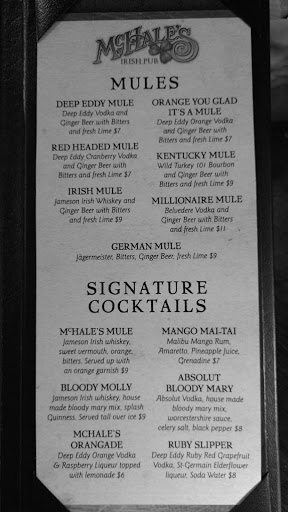 McHALE'S
IRISH PUB
MULES
DEEP EDDY MULE
Deep Eddy Vodka and
Ginger Beer with Bitters
and fresh Lime $7
RED HEADED MULE
Deep Eddy Cranberry Vodka
and Ginger Beer with
Bitters and fresh Lime $7
IRISH MULE
Jameson Irish Whiskey and
Ginger Beer with Bitters
and fresh Lime $9
ORANGE YOU GLAD
IT'S A MULE
Deep Eddy Orange Vodka
and Ginger Beer with
Bitters and fresh Lime $7
KENTUCKY MULE
Wild Turkey 101 Bourbon
and Ginger Beer with
Bitters and fresh Lime $9
MILLIONAIRE MULE
Belvedere Vodka and
Ginger Beer with Bitters
and fresh Lime $11
GERMAN MULE
Jägermeister, Bitters, Ginger Beer, fresh Lime $9
SIGNATURE
COCKTAILS
McHALE'S MULE
Jameson Irish whiskey,
sweet vermouth, orange,
bitters. Served up with
an orange garnish $9
BLOODY MOLLY
Jameson Irish whiskey, house
made bloody mary mix, splash
Guinness. Served tall over ice $9
MCHALE'S
ORANGADE
Deep Eddy Orange Vodka
& Raspberry Liqueur topped
with lemonade $6
MANGO MAI-TAI
Malibu Mango Rum,
Amaretto, Pineapple Juice,
Grenadine $7
ABSOLUT
BLOODY MARY
Absolut Vodka, house made
bloody mary mix,
worcestershire sauce,
celery salt, black pepper $8
RUBY SLIPPER
Deep Eddy Ruby Red Grapefruit
Vodka, St-Germain Elderflower
liqueur, Soda Water $8